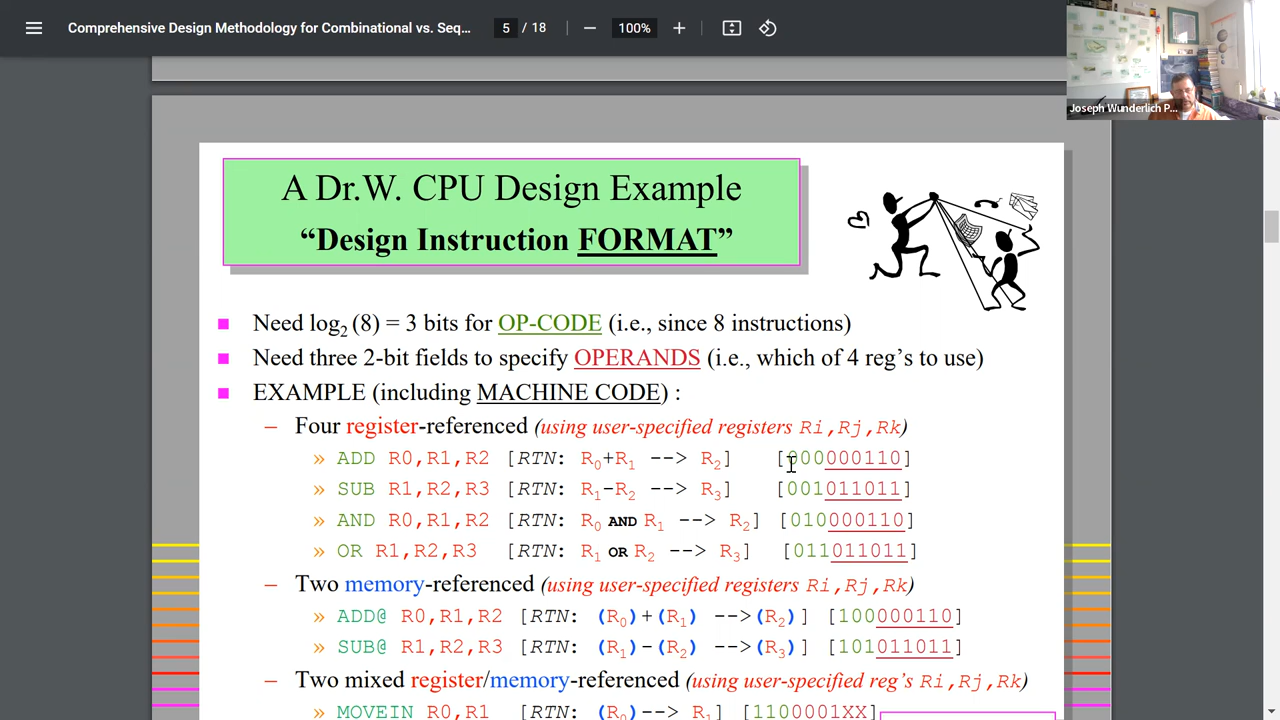 Comprehensive Design Methodology for Combinational vs. Seq...
5 / 18
100%
Joseph Wunderlich P...
A Dr.W. CPU Design Example
“Design Instruction FORMAT”
Need log2 (8) = 3 bits for OP-CODE (i.e., since 8 instructions)
Need three 2-bit fields to specify OPERANDS (i.e., which of 4 reg’s to use)
EXAMPLE (including MACHINE CODE) :
– Four register-referenced (using user-specified registers Ri,Rj,Rk)
» ADD R0,R1,R2 [RTN: R0+R1 --> R2] [000000110]
» SUB R1,R2,R3 [RTN: R1-R2 --> R3] [001011011]
» AND R0,R1,R2 [RTN: R0 AND R1 --> R2] [010000110]
» OR R1,R2,R3 [RTN: R1 OR R2 --> R3] [011011011]
– Two memory-referenced (using user-specified registers Ri,Rj,Rk)
» ADD@ R0,R1,R2 [RTN: (R0)+(R1) -->(R2)] [100000110]
» SUB@ R1,R2,R3 [RTN: (R1)-(R2) -->(R3)] [101011011]
– Two mixed register/memory-referenced (using user-specified reg’s Ri,Rj,Rk)
» MOVEIN R0,R1 [RTN: (R0)--> R1] [1100001XX]